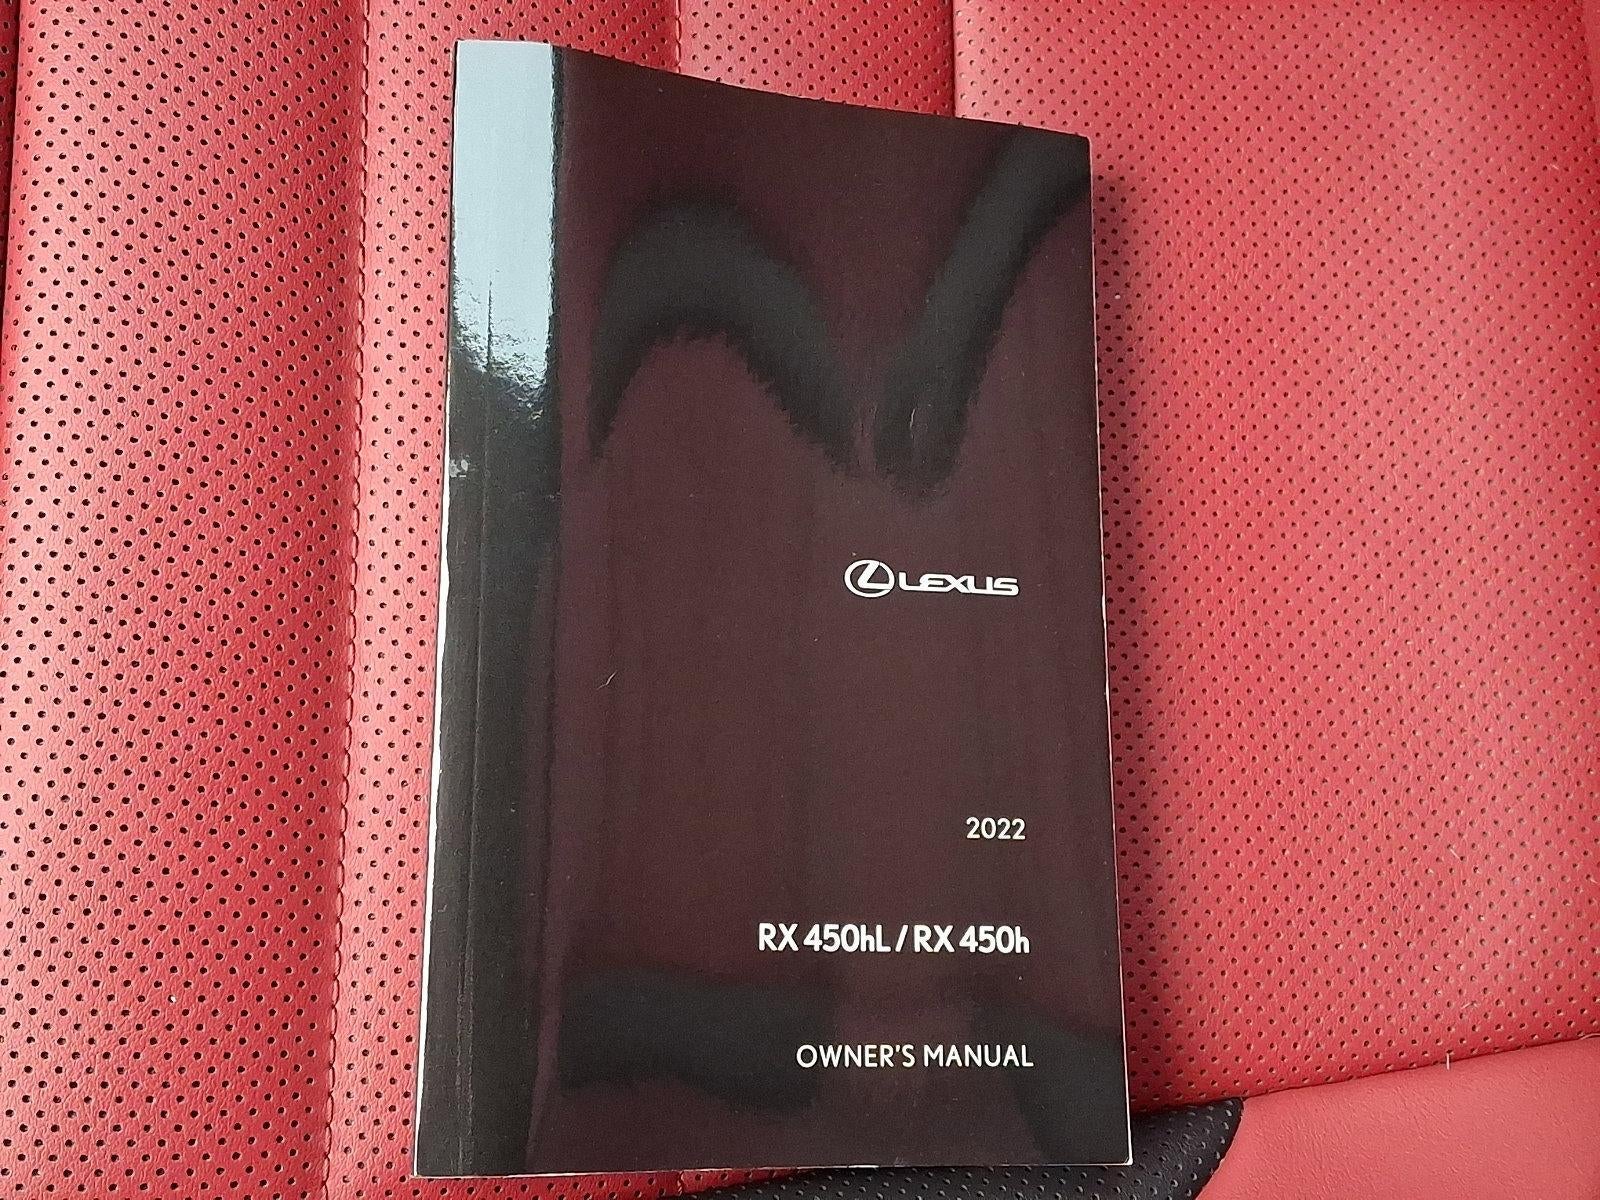 LEXUS
2022
RX 450hL / RX 450h
OWNER'S MANUAL